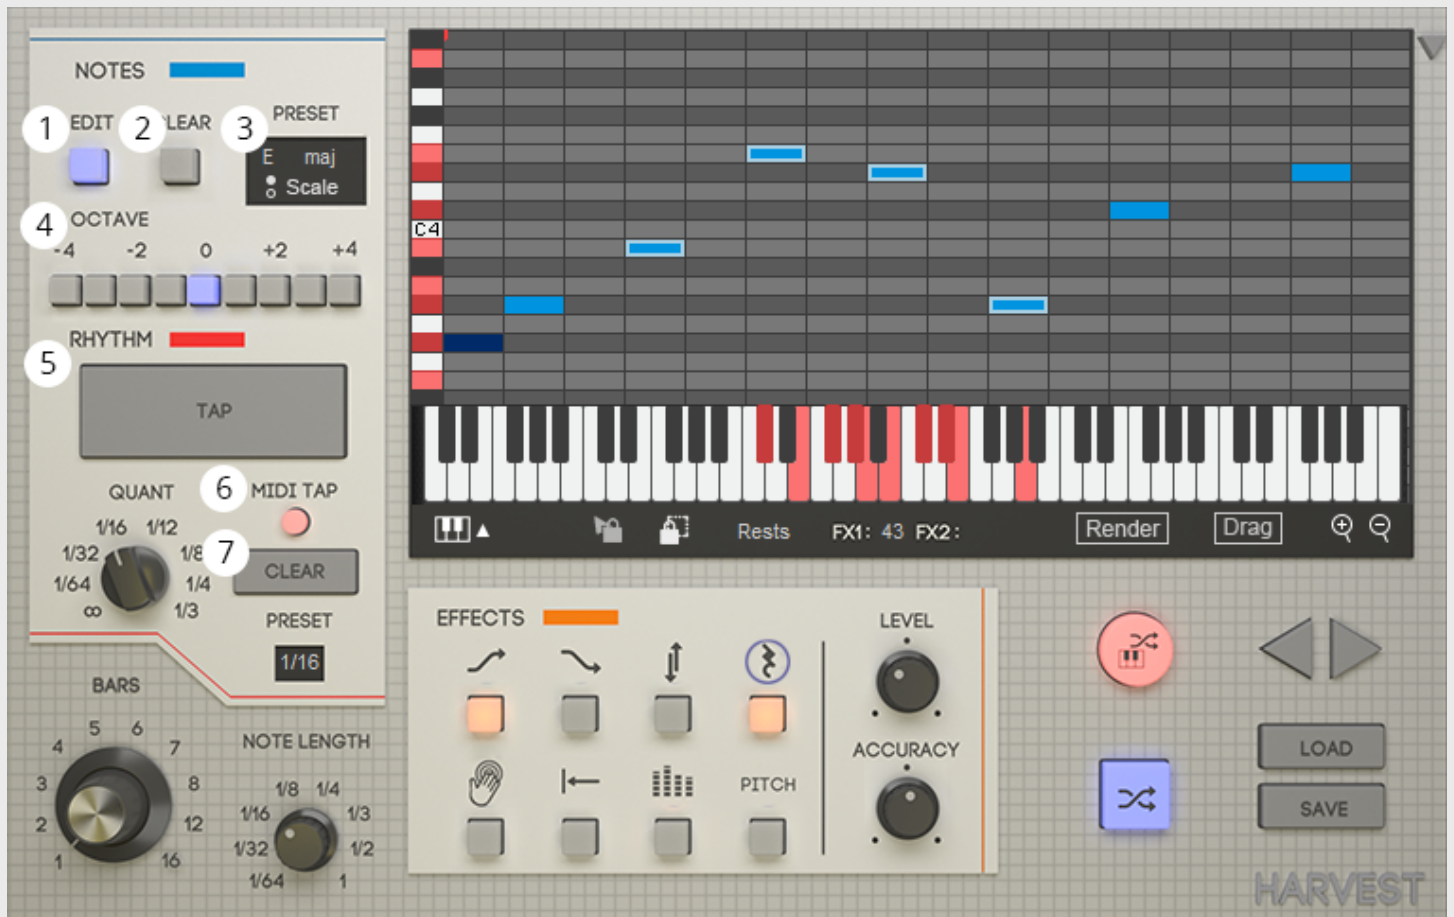 NOTES
1 EDIT 2 LEAR 3 PRESET
E maj
Scale
4 OCTAVE
-4 -2 0 +2 +4
RHYTHM
5
TAP
QUANT
1/16 1/12
1/32 1/8
1/64 1/4
∞ 1/3
6 MIDI TAP
7 CLEAR
PRESET
1/16
BARS
1 2 3 4 5 6 7 8 12 16
NOTE LENGTH
1/8 1/4
1/16 1/3
1/32 1/2
1/64 1
C4
Rests FX1: 43 FX2: Render Drag
EFFECTS
PITCH
LEVEL
ACCURACY
LOAD
SAVE
HARVEST